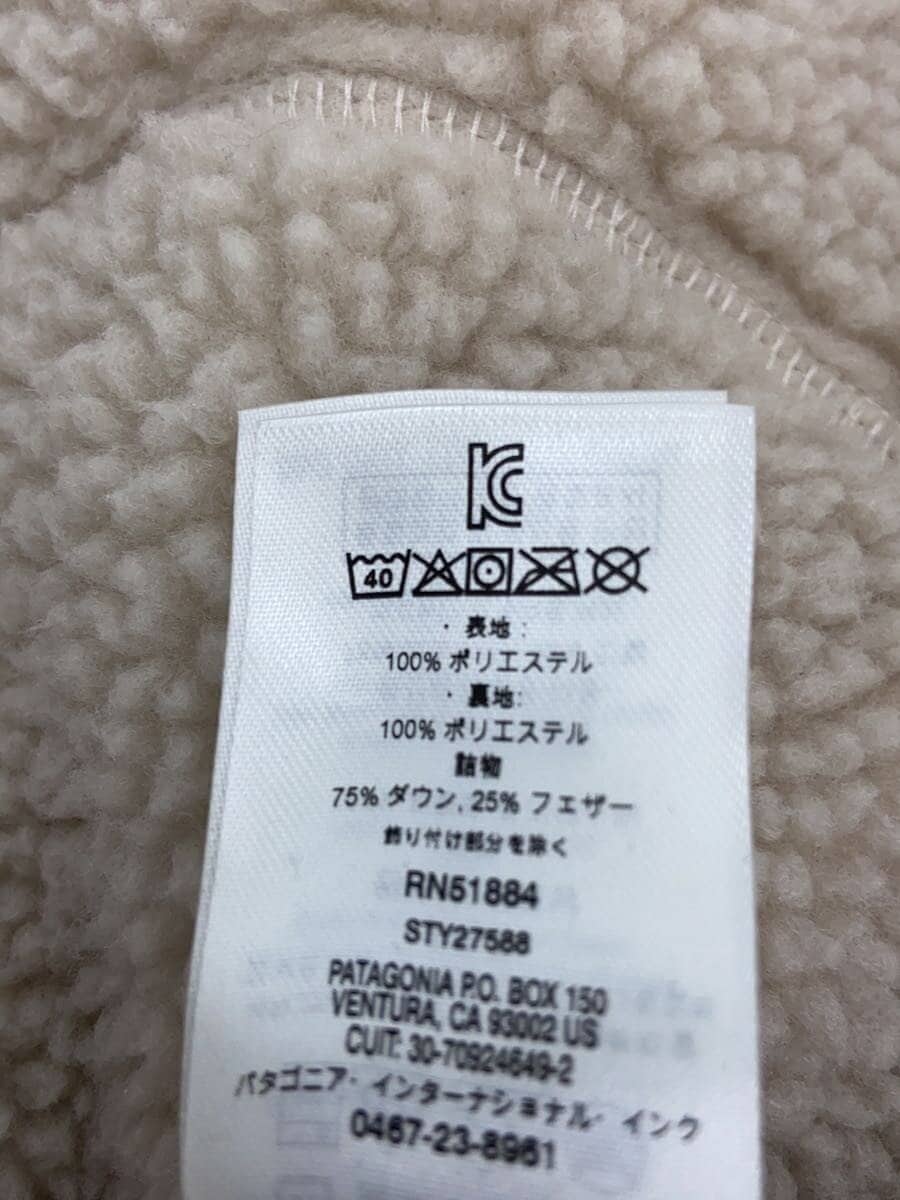 KC
40
・表地:
100% ポリエステル
・裏地:
100% ポリエステル
詰物
75% ダウン, 25% フェザー
飾り付け部分を除く
RN51884
STY27588
PATAGONIA P.O. BOX 150
VENTURA, CA 93002 US
CUIT: 30-70924649-2
パタゴニア・インターナショナル・インク
0467-23-8961